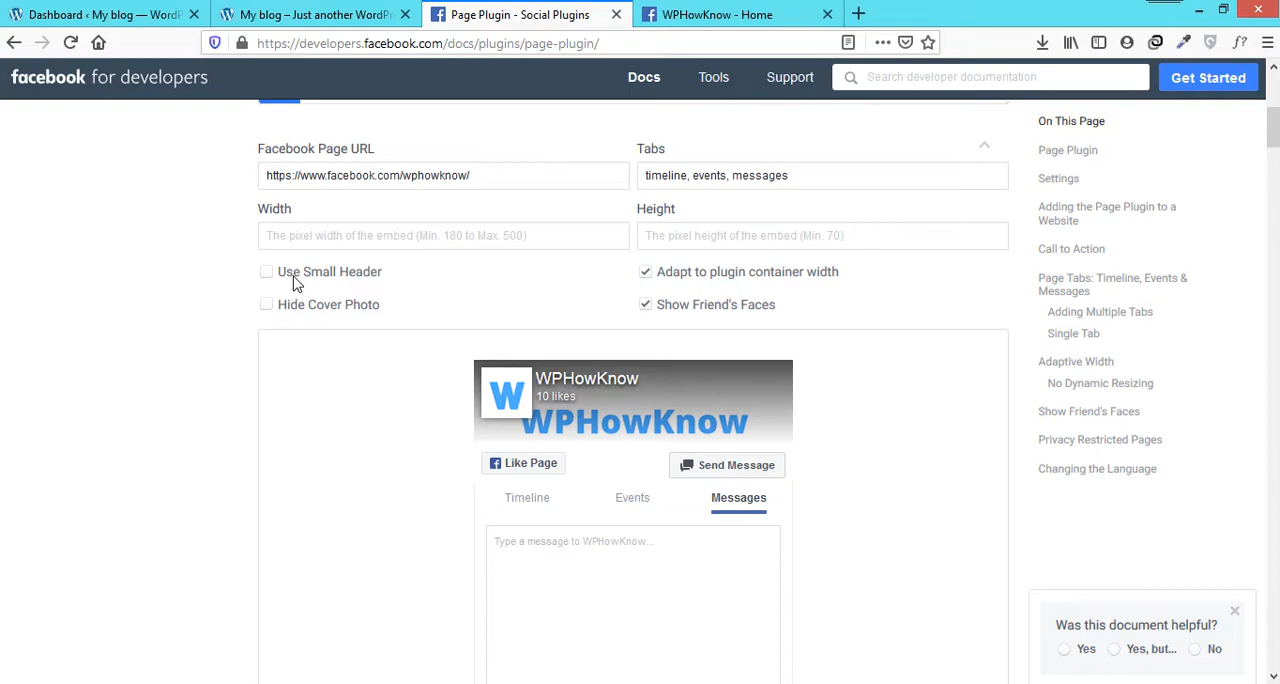 Dashboard ‹ My blog — WordP
My blog – Just another WordPr
Page Plugin - Social Plugins
WPHowKnow - Home
https://developers.facebook.com/docs/plugins/page-plugin/
facebook for developers
Docs
Tools
Support
Search developer documentation
Get Started
Facebook Page URL
Tabs
https://www.facebook.com/wphowknow/
timeline, events, messages
Width
Height
The pixel width of the embed (Min. 180 to Max. 500)
The pixel height of the embed (Min. 70)
Use Small Header
Adapt to plugin container width
Hide Cover Photo
Show Friend's Faces
W
WPHowKnow
10 likes
WPHowKnow
Like Page
Send Message
Timeline
Events
Messages
Type a message to WPHowKnow...
On This Page
Page Plugin
Settings
Adding the Page Plugin to a
Website
Call to Action
Page Tabs: Timeline, Events &
Messages
Adding Multiple Tabs
Single Tab
Adaptive Width
No Dynamic Resizing
Show Friend's Faces
Privacy Restricted Pages
Changing the Language
Was this document helpful?
Yes
Yes, but...
No